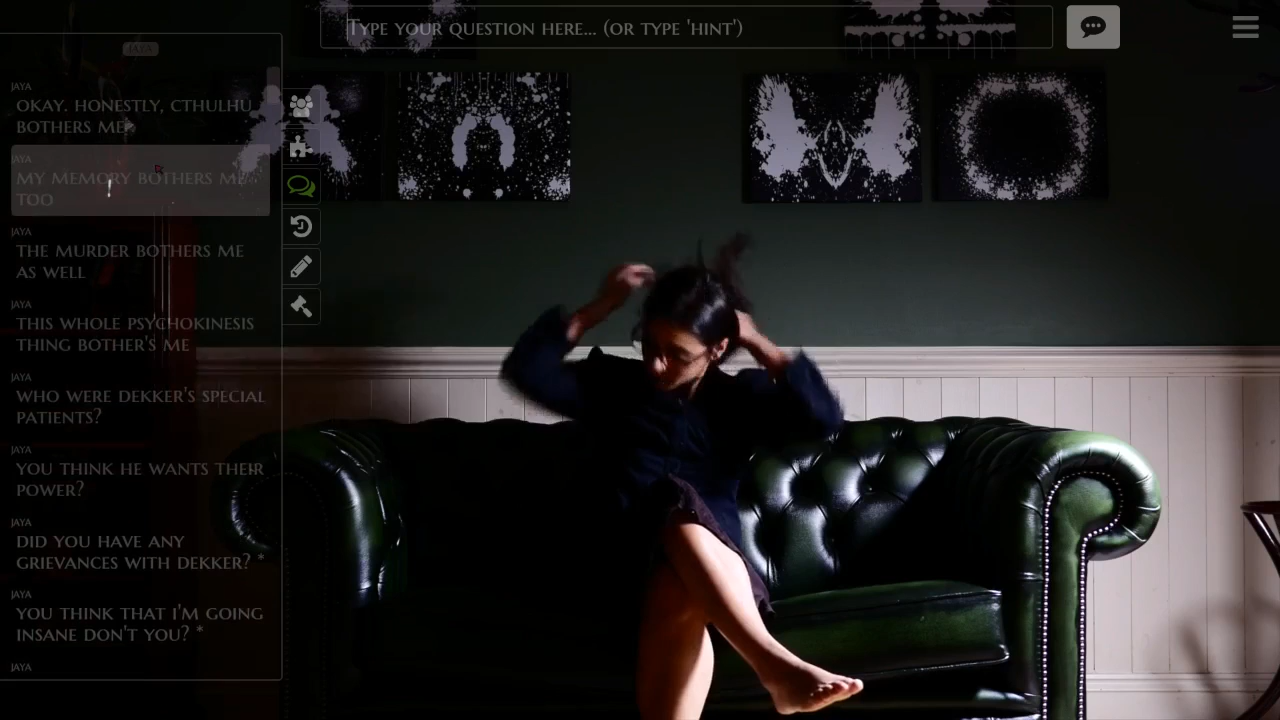 Type your question here... (or type 'hint')
JAYA
JAYA
OKAY. HONESTLY, CTHULHU
BOTHERS ME.
JAYA
MY MEMORY BOTHERS ME
TOO
JAYA
THE MURDER BOTHERS ME
AS WELL
JAYA
THIS WHOLE PSYCHOKINESIS
THING BOTHER'S ME
JAYA
WHO WERE DEKKER'S SPECIAL
PATIENTS?
JAYA
YOU THINK HE WANTS THEIR
POWER?
JAYA
DID YOU HAVE ANY
GRIEVANCES WITH DEKKER? *
JAYA
YOU THINK THAT I'M GOING
INSANE DON'T YOU? *
JAYA